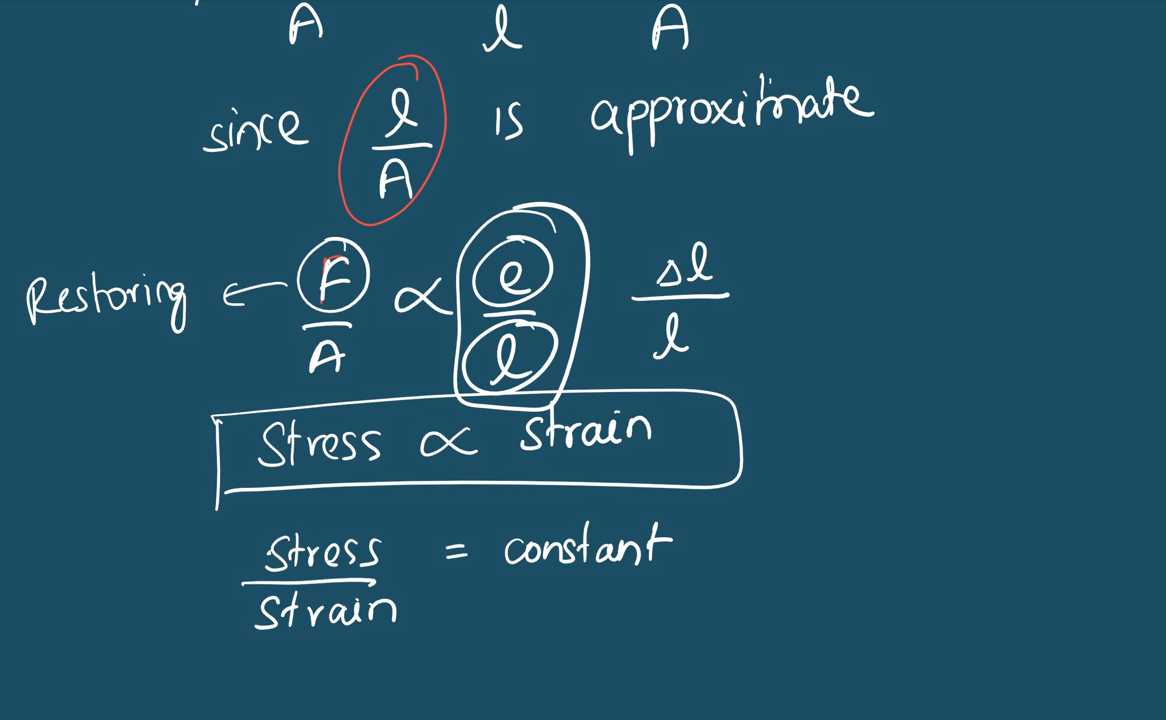 A l A
since l/A is approximate
Restoring ← F/A ∝ e/l Δl/l
Stress ∝ strain
Stress/Strain = constant